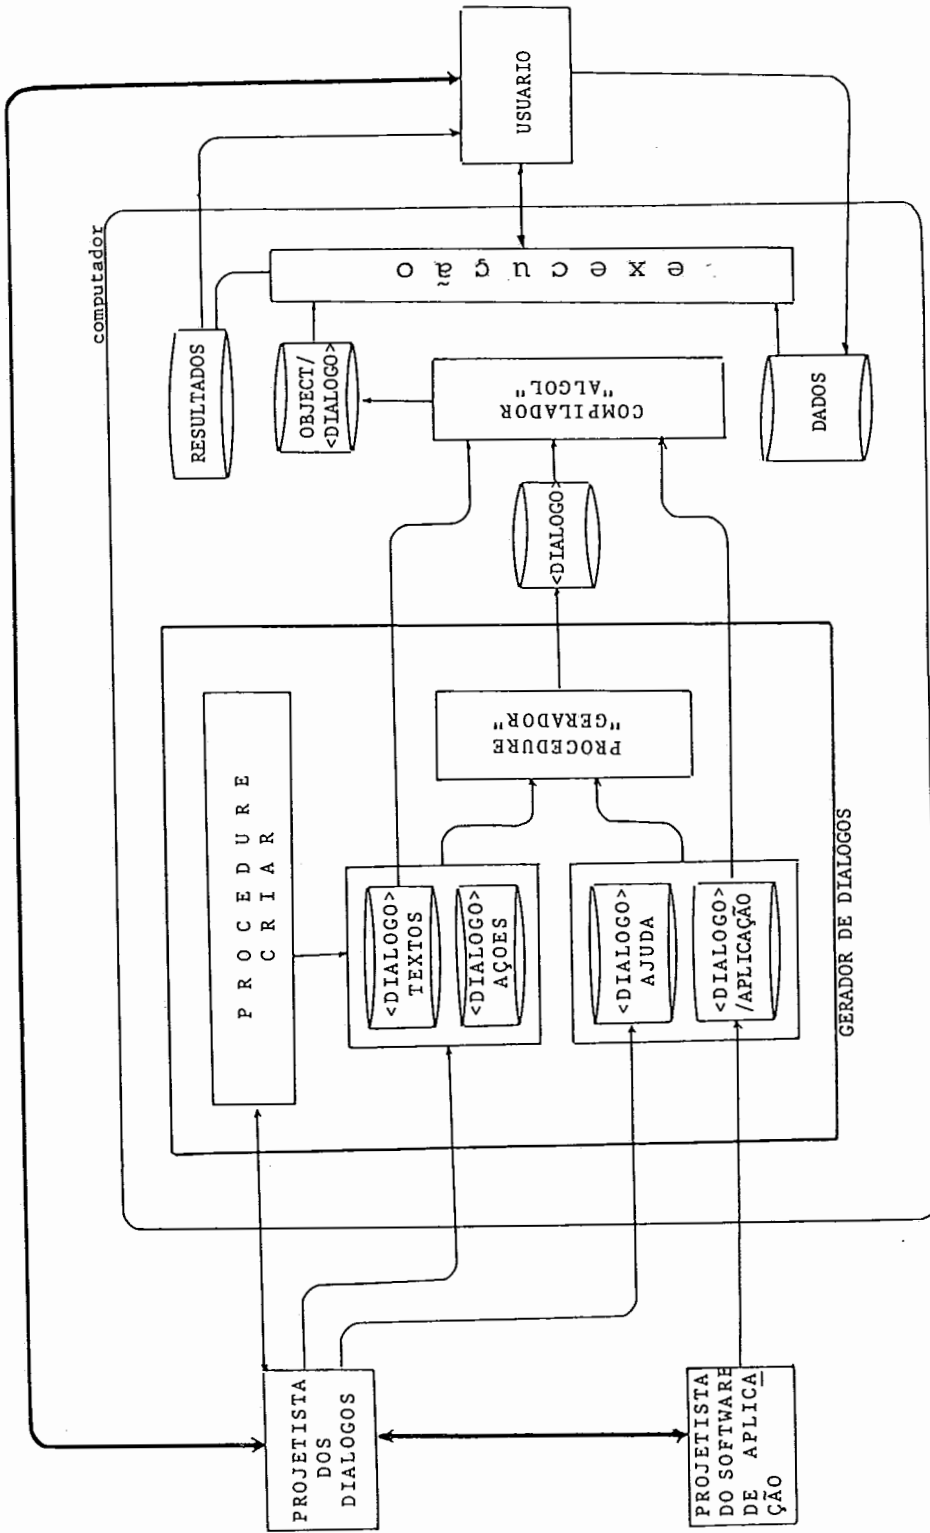 computador
PROJETISTA
DOS
DIALOGOS
PROJETISTA
DO SOFTWARE
DE APLICA
ÇÃO
P R O C E D U R E
C R I A R
<DIALOGO>
TEXTOS
<DIALOGO>
AÇOES
<DIALOGO>
AJUDA
<DIALOGO>
/APLICAÇÃO
GERADOR DE DIALOGOS
PROCEDURE
"GERADOR"
<DIALOGO>
COMPILADOR
"ALGOL"
RESULTADOS
OBJECT/
<DIALOGO>
DADOS
e x e c u ç ã o
USUARIO